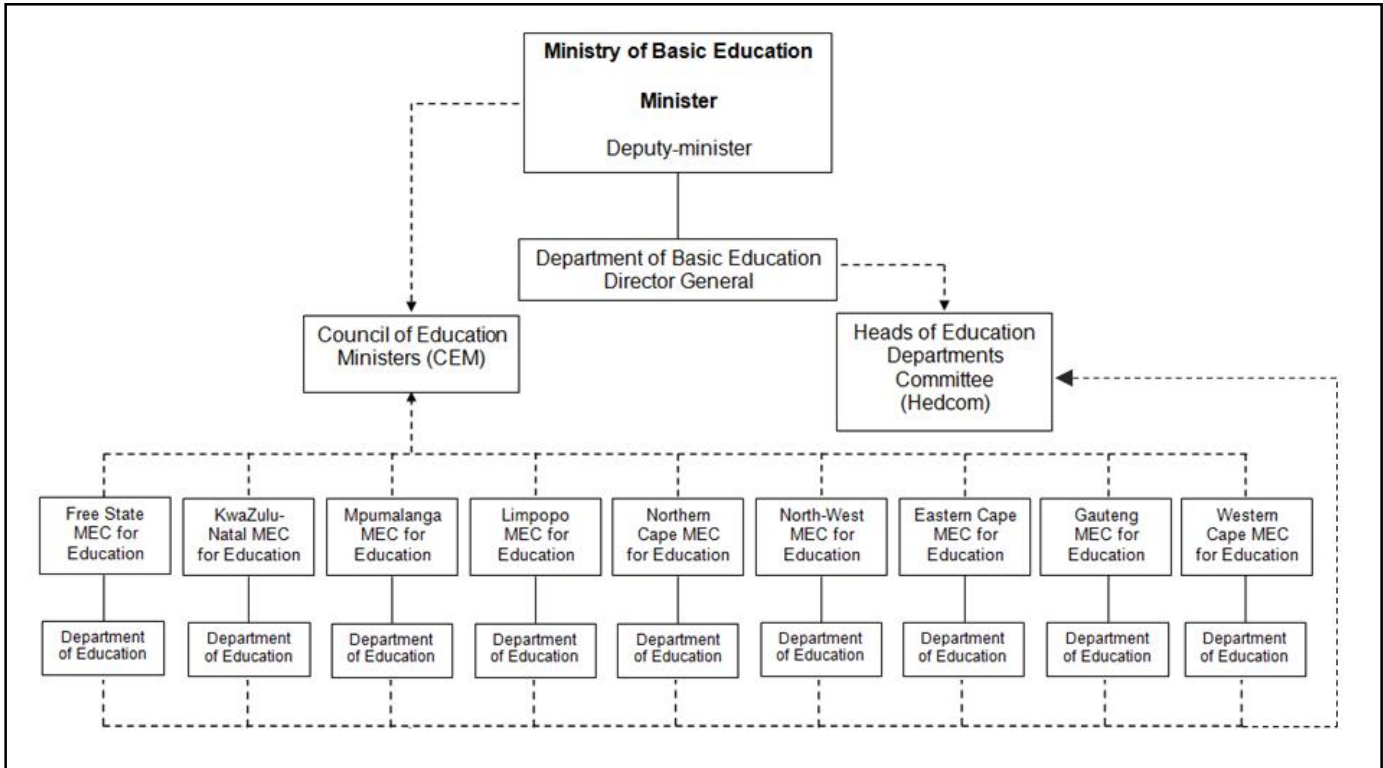 Ministry of Basic Education
Minister
Deputy-minister
Department of Basic Education
Director General
Council of Education
Ministers (CEM)
Heads of Education
Departments
Committee
(Hedcom)
Free State
MEC for
Education
KwaZulu-
Natal MEC
for Education
Mpumalanga
MEC for
Education
Limpopo
MEC for
Education
Northern
Cape MEC
for Education
North-West
MEC for
Education
Eastern Cape
MEC for
Education
Gauteng
MEC for
Education
Western
Cape MEC
for Education
Department
of Education
Department
of Education
Department
of Education
Department
of Education
Department
of Education
Department
of Education
Department
of Education
Department
of Education
Department
of Education